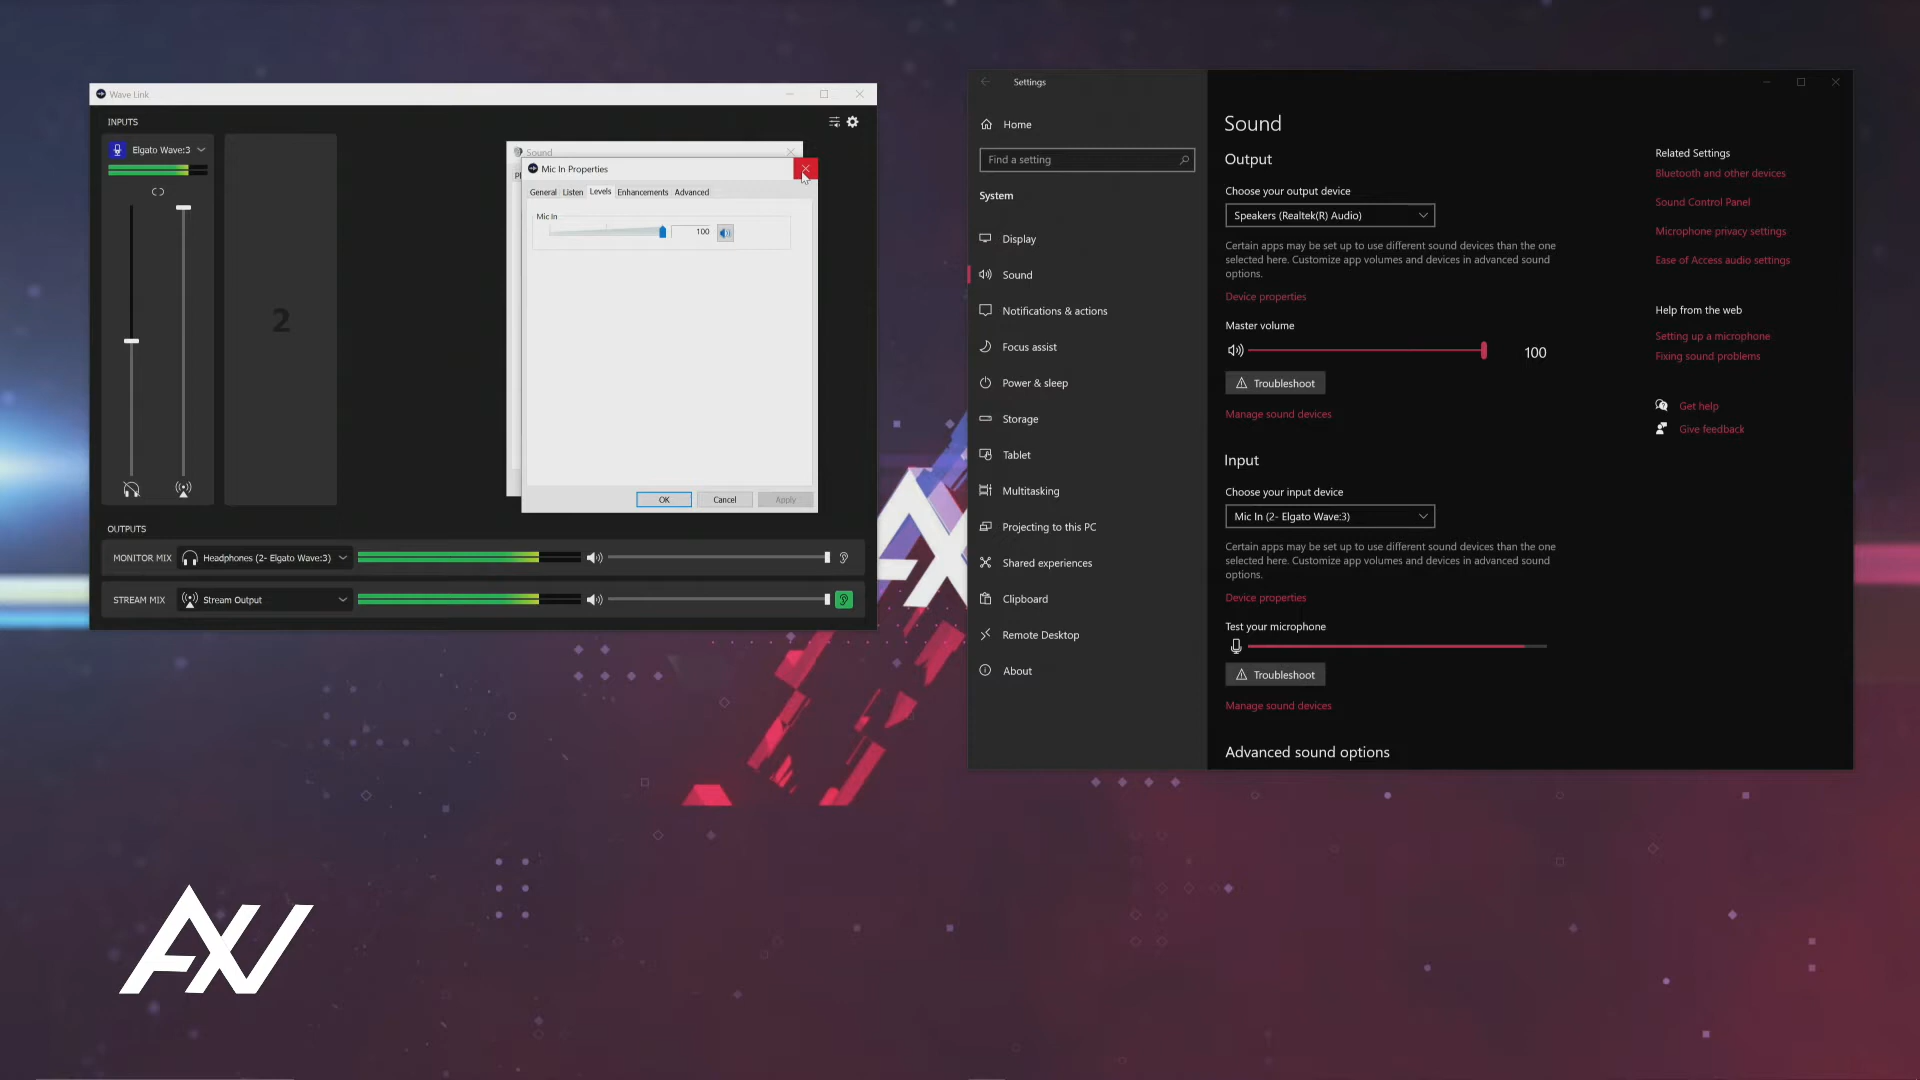 Wave Link
INPUTS
Elgato Wave:3
2
Sound
Mic In Properties
General Listen Levels Enhancements Advanced
Mic In
100
OK Cancel Apply
OUTPUTS
MONITOR MIX Headphones (2- Elgato Wave:3)
STREAM MIX Stream Output
Settings
Home
Find a setting
System
Display
Sound
Notifications & actions
Focus assist
Power & sleep
Storage
Tablet
Multitasking
Projecting to this PC
Shared experiences
Clipboard
Remote Desktop
About
Sound
Output
Choose your output device
Speakers (Realtek(R) Audio)
Certain apps may be set up to use different sound devices than the one
selected here. Customize app volumes and devices in advanced sound
options.
Device properties
Master volume
100
Troubleshoot
Manage sound devices
Input
Choose your input device
Mic In (2- Elgato Wave:3)
Certain apps may be set up to use different sound devices than the one
selected here. Customize app volumes and devices in advanced sound
options.
Device properties
Test your microphone
Troubleshoot
Manage sound devices
Advanced sound options
Related Settings
Bluetooth and other devices
Sound Control Panel
Microphone privacy settings
Ease of Access audio settings
Help from the web
Setting up a microphone
Fixing sound problems
Get help
Give feedback